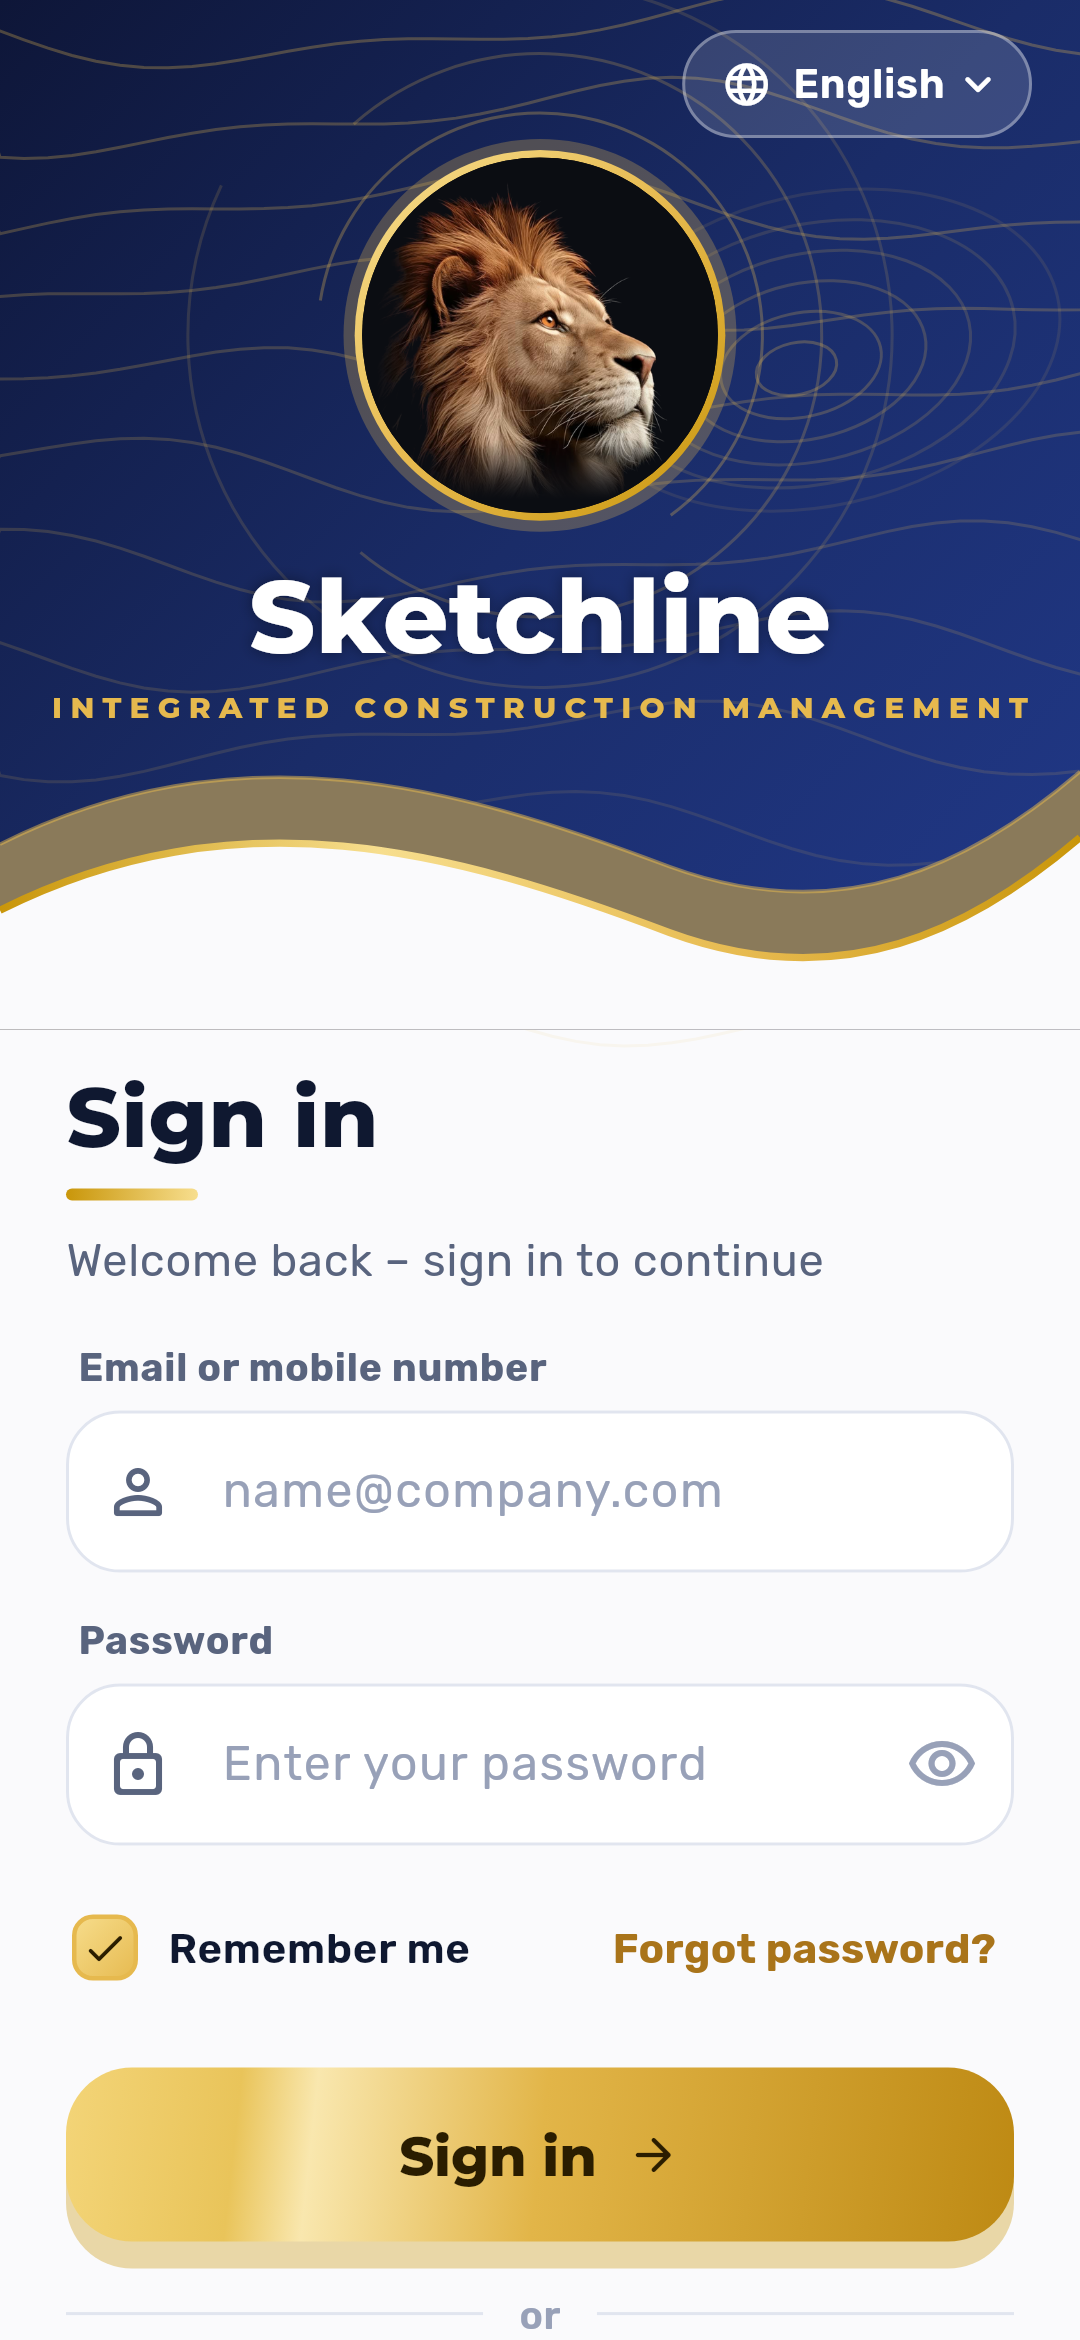 English
Sketchline
INTEGRATED CONSTRUCTION MANAGEMENT
Sign in
Welcome back – sign in to continue
Email or mobile number
name@company.com
Password
Enter your password
Remember me
Forgot password?
Sign in
or